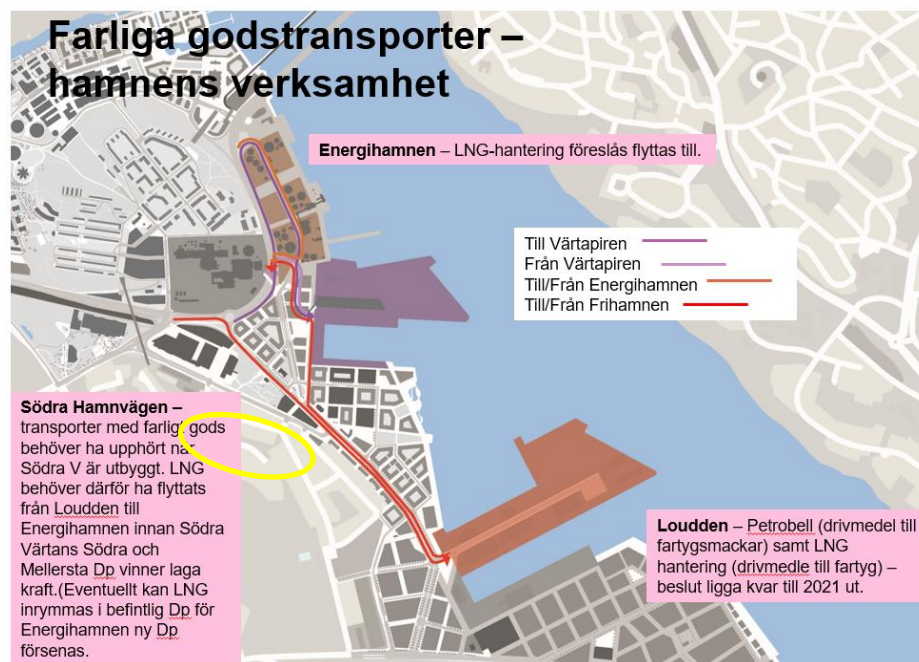 Farliga godstransporter –
hamnens verksamhet
Energihamnen – LNG-hantering föreslås flyttas till.
Till Värtapiren
Från Värtapiren
Till/Från Energihamnen
Till/Från Frihamnen
Södra Hamnvägen –
transporter med farligt gods
behöver ha upphört när
Södra V är utbyggt. LNG
behöver därför ha flyttats
från Loudden till
Energihamnen innan Södra
Värtans Södra och
Mellersta Dp vinner laga
kraft.(Eventuellt kan LNG
inrymmas i befintlig Dp för
Energihamnen ny Dp
försenas.
Loudden – Petrobell (drivmedel till
fartygsmackar) samt LNG
hantering (drivmedle till fartyg) –
beslut ligga kvar till 2021 ut.